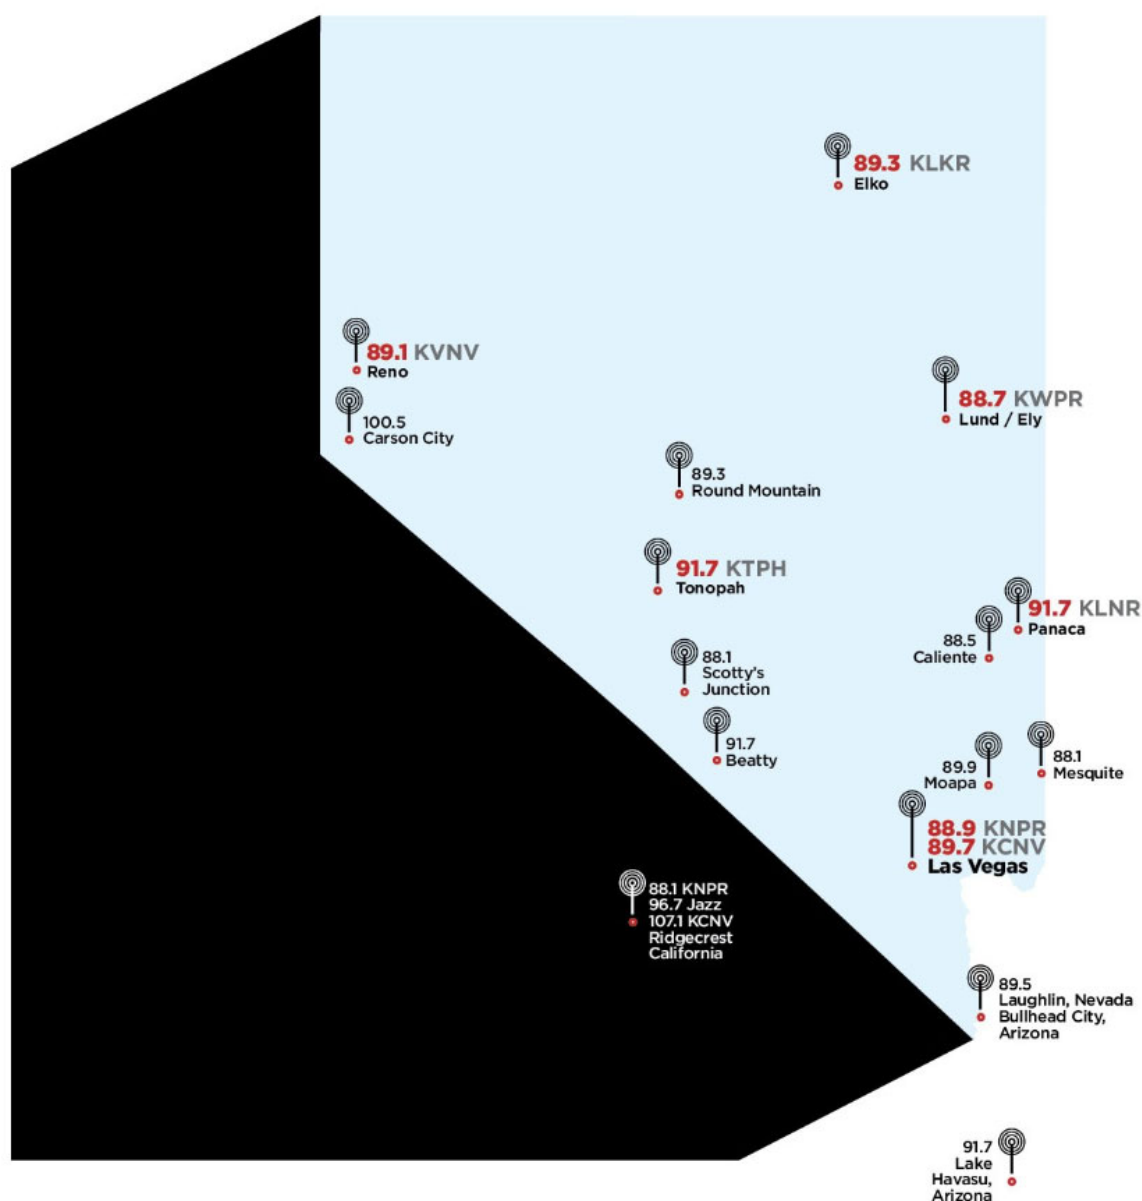 89.3 KLKR
Elko
89.1 KVNV
Reno
100.5
Carson City
88.7 KWPR
Lund / Ely
89.3
Round Mountain
91.7 KTPH
Tonopah
91.7 KLNR
Panaca
88.5
Caliente
88.1
Scotty's
Junction
91.7
Beatty
89.9
Moapa
88.1
Mesquite
88.9 KNPR
89.7 KCNV
Las Vegas
88.1 KNPR
96.7 Jazz
107.1 KCNV
Ridgecrest
California
89.5
Laughlin, Nevada
Bullhead City,
Arizona
91.7
Lake
Havasu,
Arizona